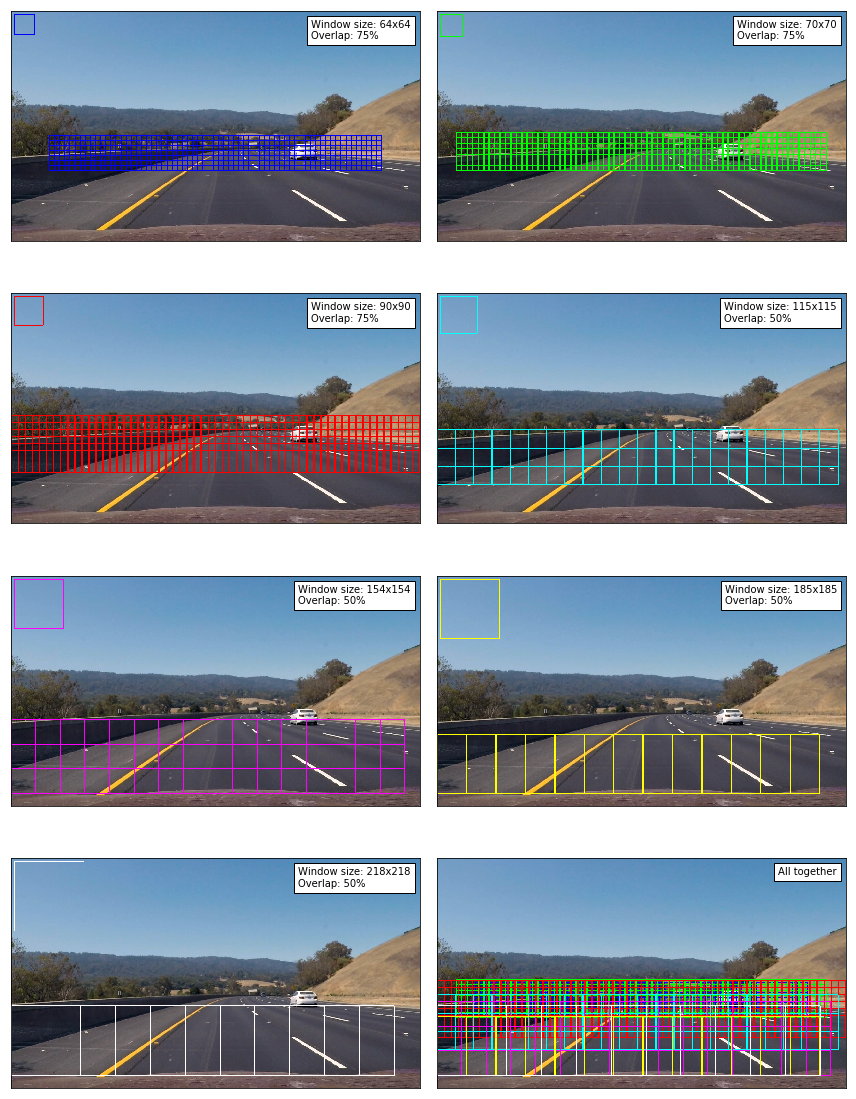 Window size: 64x64
Overlap: 75%
Window size: 70x70
Overlap: 75%
Window size: 90x90
Overlap: 75%
Window size: 115x115
Overlap: 50%
Window size: 154x154
Overlap: 50%
Window size: 185x185
Overlap: 50%
Window size: 218x218
Overlap: 50%
All together